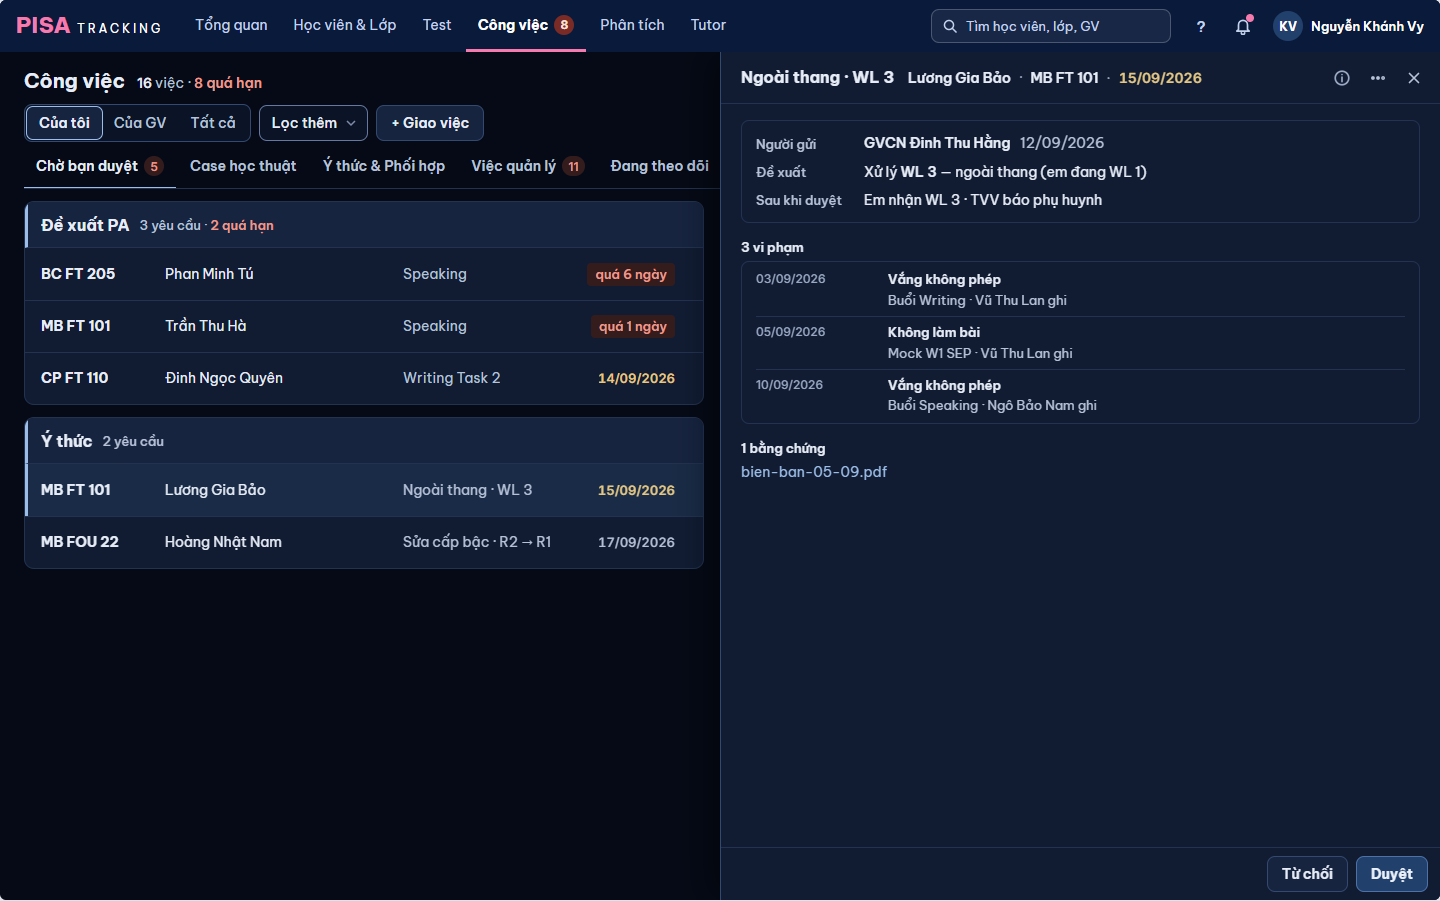 PISA TRACKING Tổng quan Học viên & Lớp Test Công việc 8 Phân tích Tutor Tìm học viên, lớp, GV ? KV Nguyễn Khánh Vy
Công việc 16 việc · 8 quá hạn
Của tôi Của GV Tất cả Lọc thêm + Giao việc
Chờ bạn duyệt 5 Case học thuật Ý thức & Phối hợp Việc quản lý 11 Đang theo dõi
Đề xuất PA 3 yêu cầu · 2 quá hạn
BC FT 205 Phan Minh Tú Speaking quá 6 ngày
MB FT 101 Trần Thu Hà Speaking quá 1 ngày
CP FT 110 Đinh Ngọc Quyên Writing Task 2 14/09/2026
Ý thức 2 yêu cầu
MB FT 101 Lương Gia Bảo Ngoài thang · WL 3 15/09/2026
MB FOU 22 Hoàng Nhật Nam Sửa cấp bậc · R2 → R1 17/09/2026
Ngoài thang · WL 3 Lương Gia Bảo · MB FT 101 · 15/09/2026
Người gửi GVCN Đinh Thu Hằng 12/09/2026
Đề xuất Xử lý WL 3 — ngoài thang (em đang WL 1)
Sau khi duyệt Em nhận WL 3 · TVV báo phụ huynh
3 vi phạm
03/09/2026 Vắng không phép
Buổi Writing · Vũ Thu Lan ghi
05/09/2026 Không làm bài
Mock W1 SEP · Vũ Thu Lan ghi
10/09/2026 Vắng không phép
Buổi Speaking · Ngô Bảo Nam ghi
1 bằng chứng
bien-ban-05-09.pdf
Từ chối Duyệt